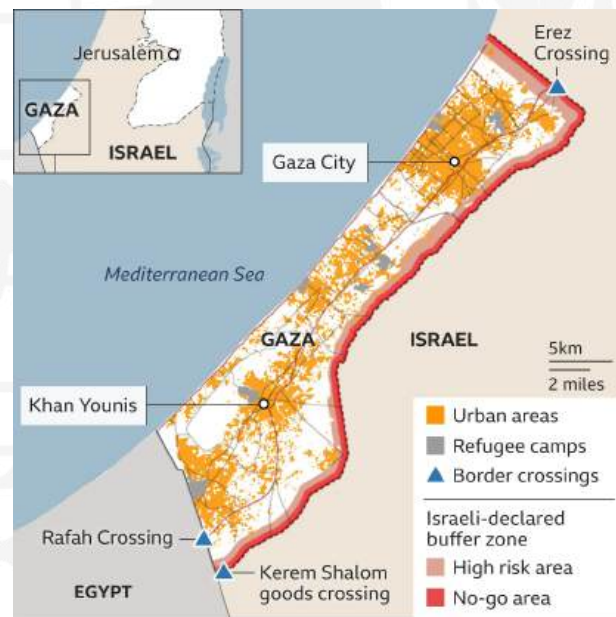 Jerusalem
GAZA
ISRAEL
Erez
Crossing
Gaza City
Mediterranean Sea
GAZA
ISRAEL
5km
2 miles
Khan Younis
Urban areas
Refugee camps
Border crossings
Israeli-declared
buffer zone
High risk area
No-go area
Rafah Crossing
Kerem Shalom
goods crossing
EGYPT